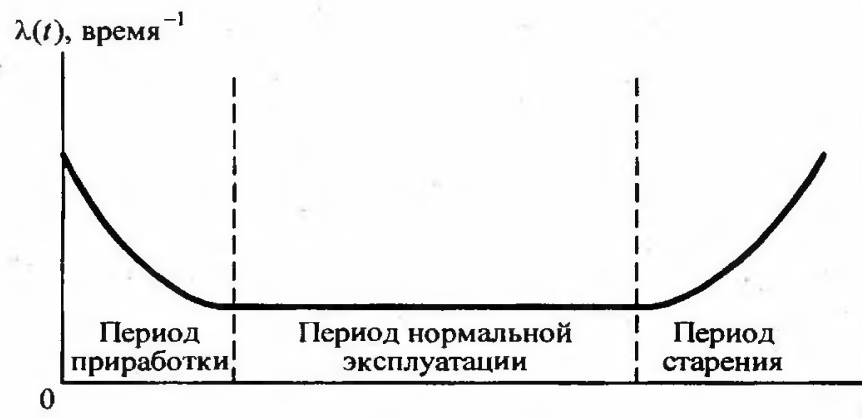 λ(t), время⁻¹
Период
приработки
Период нормальной
эксплуатации
Период
старения
0